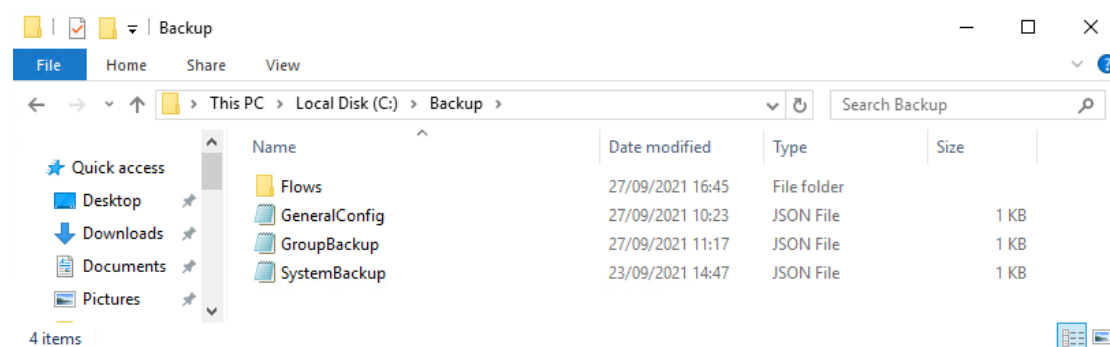 Backup
File Home Share View
This PC > Local Disk (C:) > Backup > Search Backup
Name Date modified Type Size
Quick access
Desktop
Downloads
Documents
Pictures
Flows 27/09/2021 16:45 File folder
GeneralConfig 27/09/2021 10:23 JSON File 1 KB
GroupBackup 27/09/2021 11:17 JSON File 1 KB
SystemBackup 23/09/2021 14:47 JSON File 1 KB
4 items